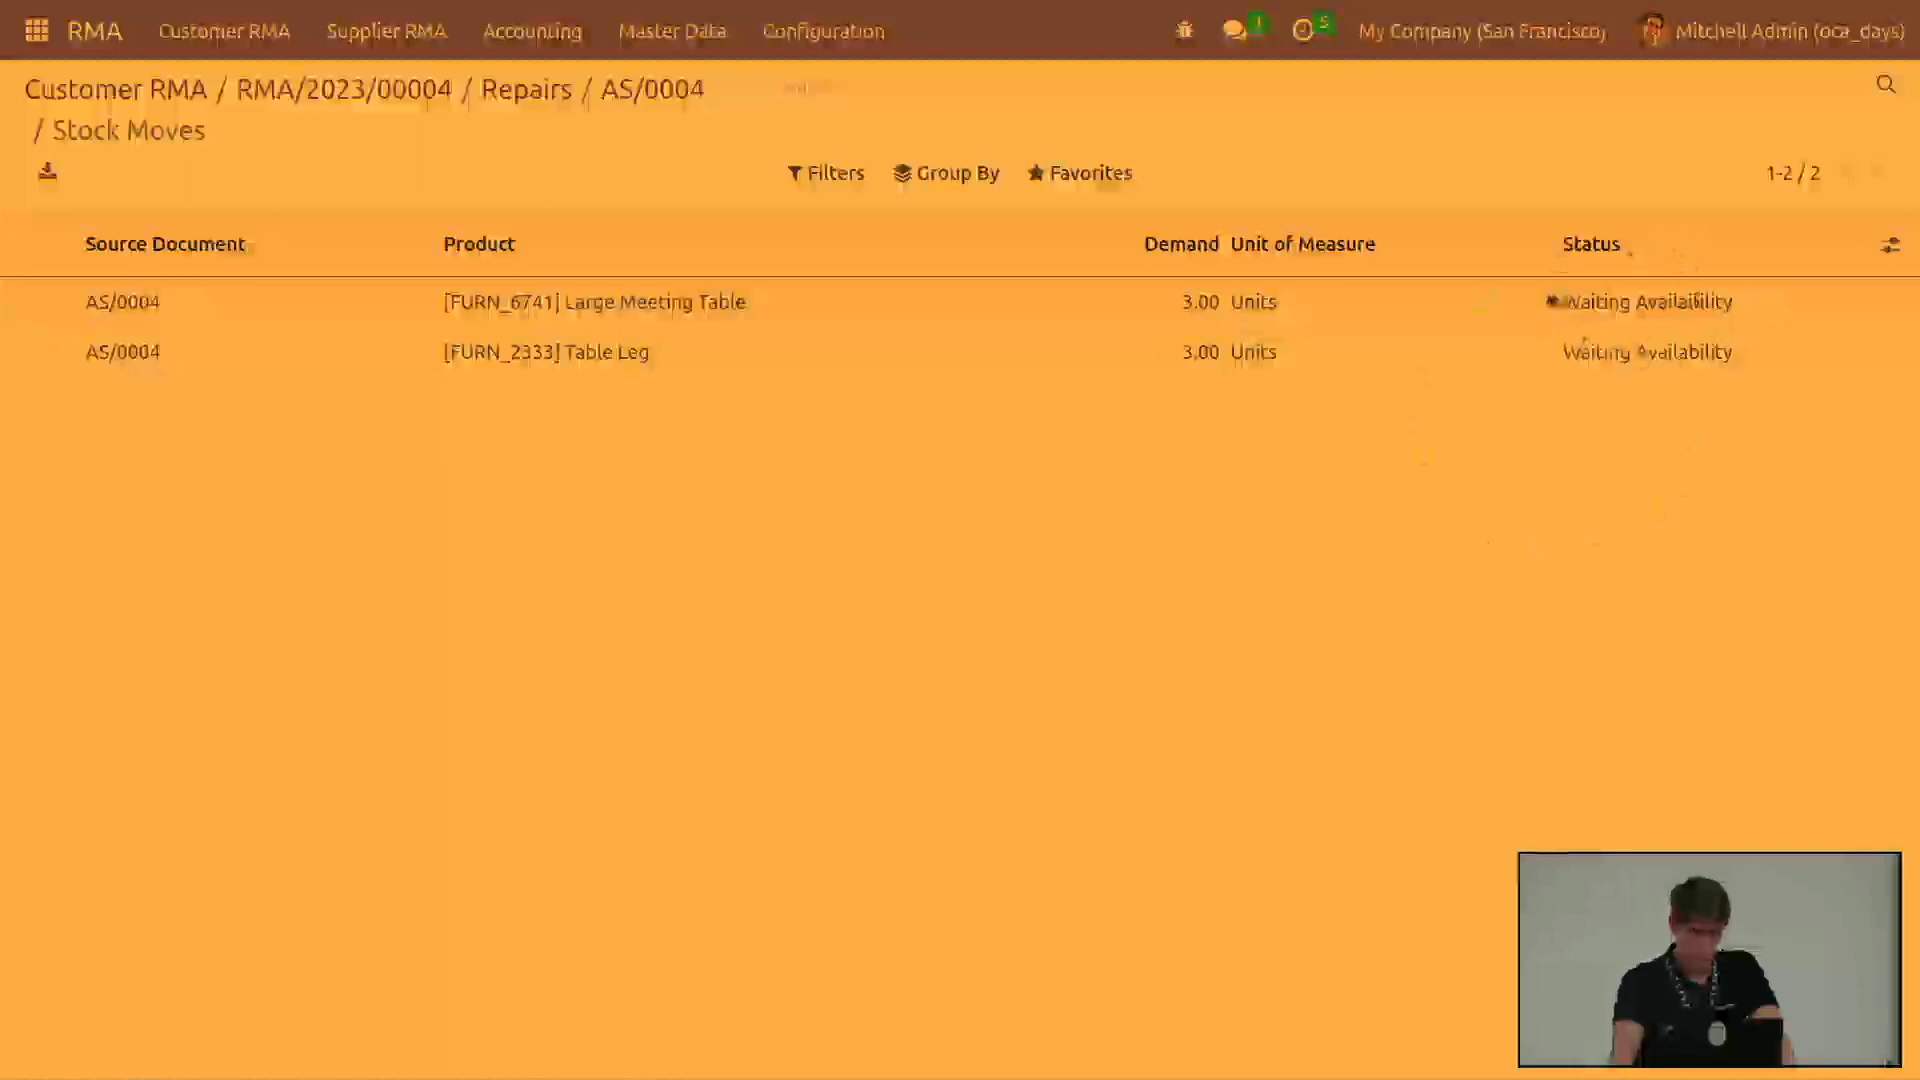 RMA Customer RMA Supplier RMA Accounting Master Data Configuration 1 5 My Company (San Francisco) Mitchell Admin (oca_days)
Customer RMA / RMA/2023/00004 / Repairs / AS/0004
/ Stock Moves
Filters Group By Favorites 1-2 / 2
Source Document Product Demand Unit of Measure Status
AS/0004 [FURN_6741] Large Meeting Table 3.00 Units Waiting Availability
AS/0004 [FURN_2333] Table Leg 3.00 Units Waiting Availability